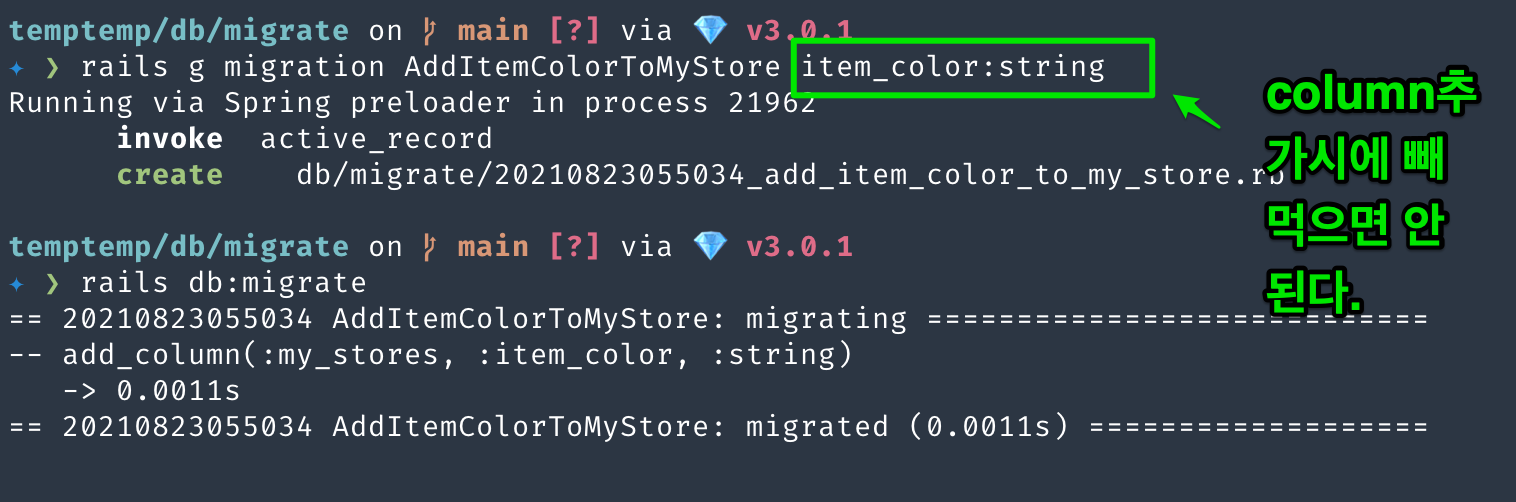 temptemp/db/migrate on main [?] via 💎 v3.0.1
✦ ❯ rails g migration AddItemColorToMyStore item_color:string
Running via Spring preloader in process 21962
invoke active_record
create db/migrate/20210823055034_add_item_color_to_my_store.rb
temptemp/db/migrate on main [?] via 💎 v3.0.1
✦ ❯ rails db:migrate
== 20210823055034 AddItemColorToMyStore: migrating ============================
-- add_column(:my_stores, :item_color, :string)
-> 0.0011s
== 20210823055034 AddItemColorToMyStore: migrated (0.0011s) ===================
column추
가시에 빼
먹으면 안
된다.